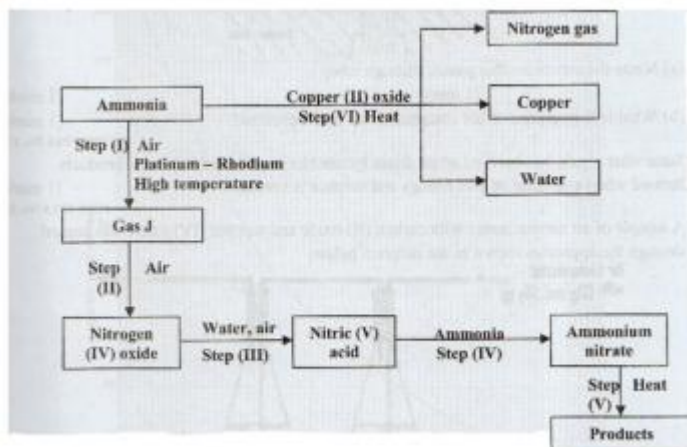 Nitrogen gas
Ammonia
Copper (II) oxide
Step(VI) Heat
Copper
Step (I) Air
Platinum – Rhodium
High temperature
Water
Gas J
Step Air
(II)
Nitrogen
(IV) oxide
Water, air
Step (III)
Nitric (V)
acid
Ammonia
Step (IV)
Ammonium
nitrate
Step Heat
(V)
Products